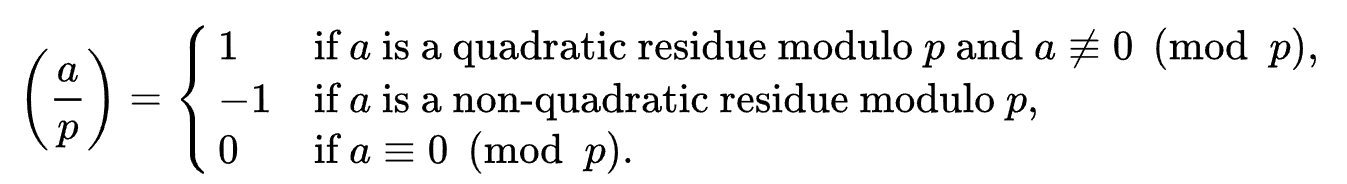 (a/p) = { 1 if a is a quadratic residue modulo p and a ≢ 0 (mod p),
−1 if a is a non-quadratic residue modulo p,
0 if a ≡ 0 (mod p).